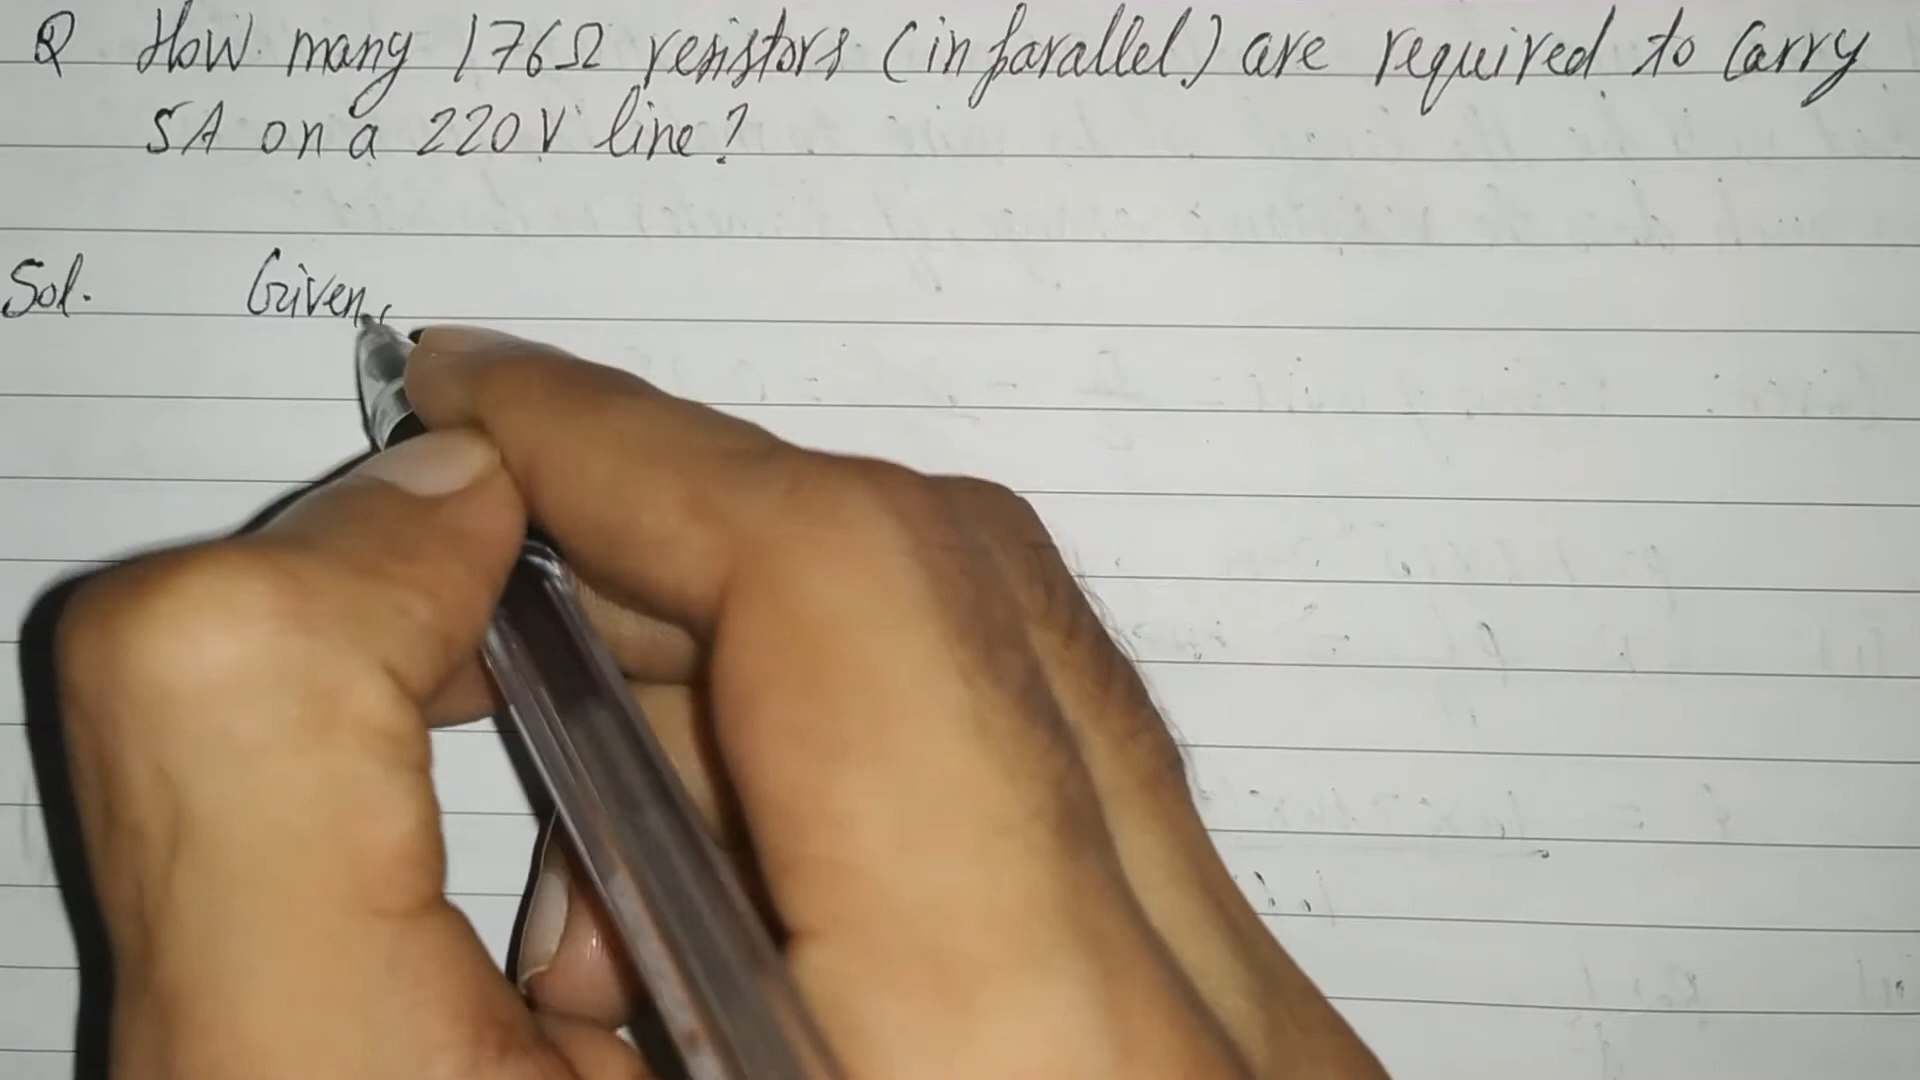 Q How many 176Ω resistors (in parallel) are required to Carry
5A on a 220V line?
Sol. Given,